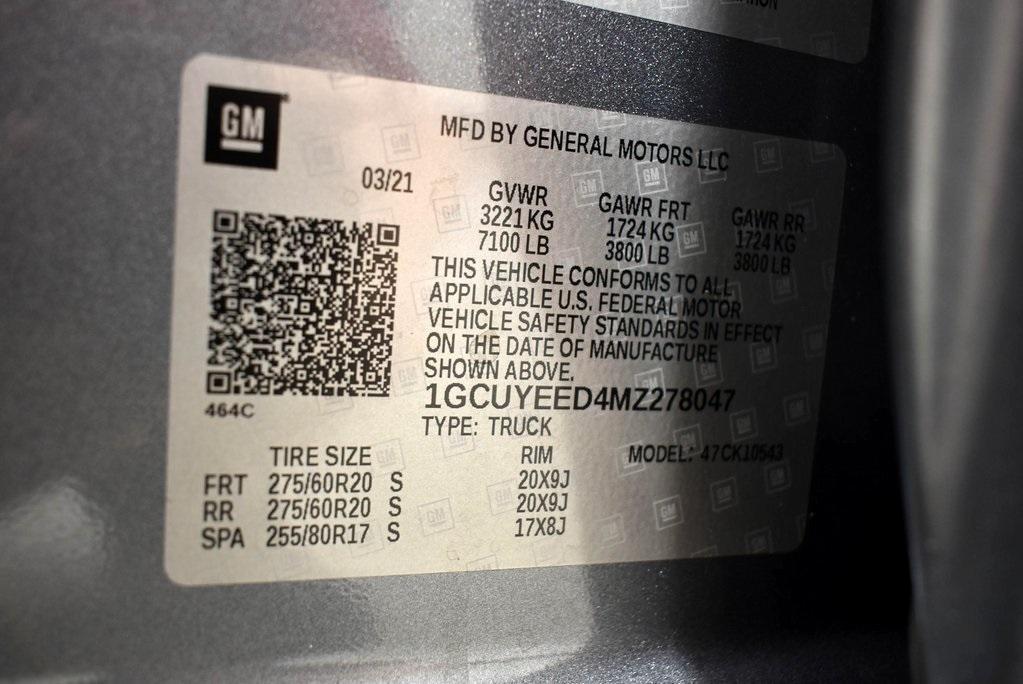 GM
MFD BY GENERAL MOTORS LLC
03/21
GVWR GAWR FRT GAWR RR
3221 KG 1724 KG 1724 KG
7100 LB 3800 LB 3800 LB
THIS VEHICLE CONFORMS TO ALL
APPLICABLE U.S. FEDERAL MOTOR
VEHICLE SAFETY STANDARDS IN EFFECT
ON THE DATE OF MANUFACTURE
SHOWN ABOVE.
1GCUYEED4MZ278047
464C
TYPE: TRUCK
TIRE SIZE RIM MODEL: 47CK10543
FRT 275/60R20 S 20X9J
RR 275/60R20 S 20X9J
SPA 255/80R17 S 17X8J